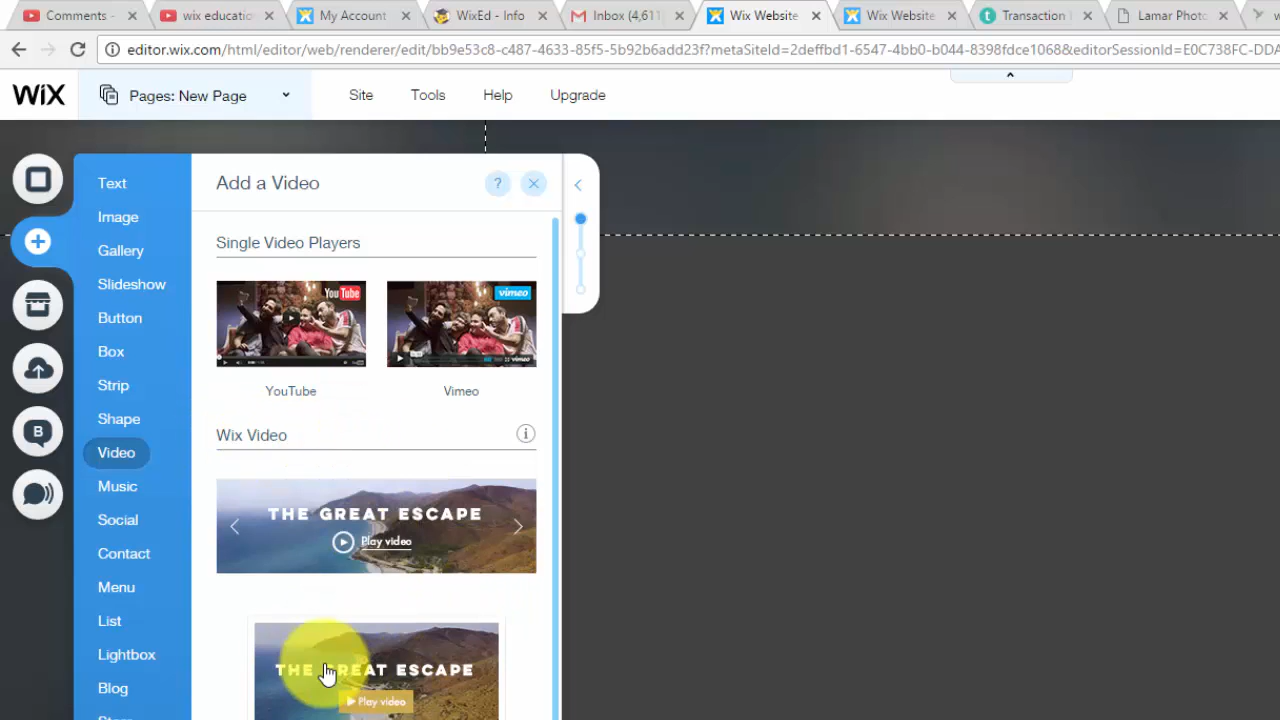 Comments -
wix educatio
My Account
WixEd - Info
Inbox (4,611
Wix Website
Wix Website
Transaction
Lamar Photo
editor.wix.com/html/editor/web/renderer/edit/bb9e53c8-c487-4633-85f5-5b92b6add23f?metaSiteId=2deffbd1-6547-4bb0-b044-8398fdce1068&editorSessionId=E0C738FC-DDA
WiX
Pages: New Page
Site
Tools
Help
Upgrade
Text
Image
Gallery
Slideshow
Button
Box
Strip
Shape
Video
Music
Social
Contact
Menu
List
Lightbox
Blog
Add a Video
?
Single Video Players
YouTube
vimeo
YouTube
Vimeo
Wix Video
THE GREAT ESCAPE
Play video
THE GREAT ESCAPE
Play video